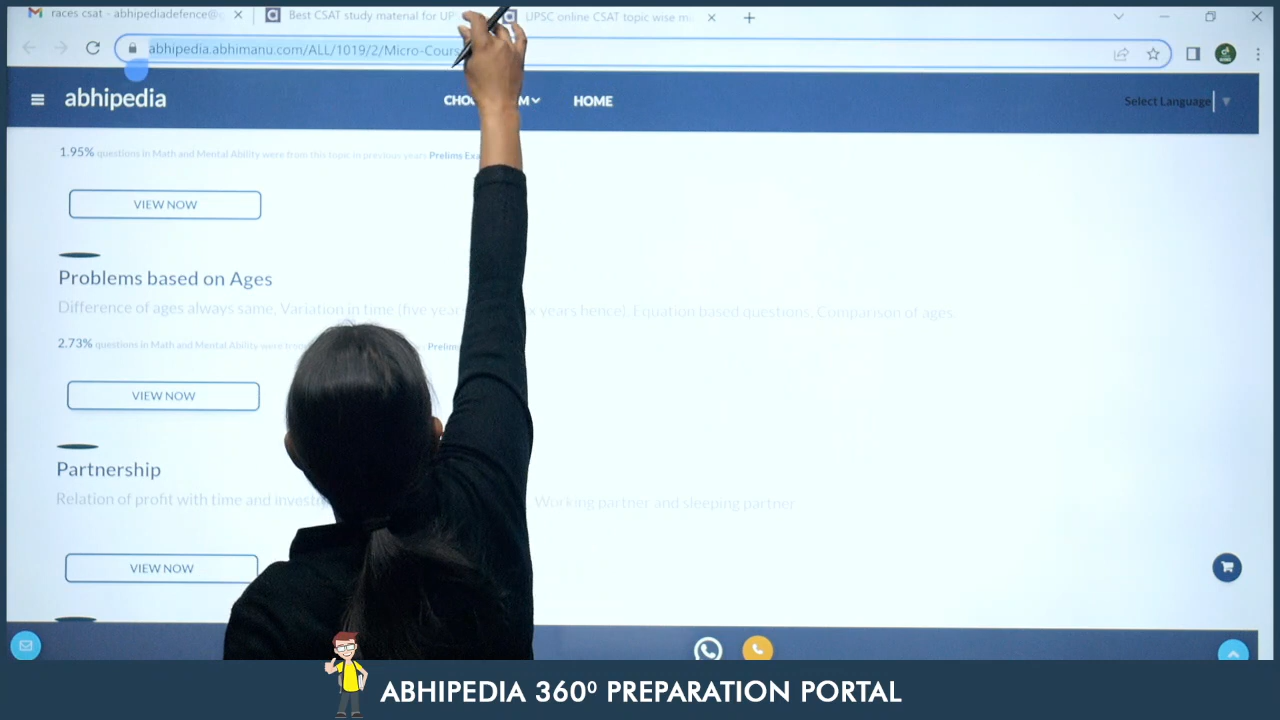 races csat - abhipediadefence@
Best CSAT study material for UP
UPSC online CSAT topic wise m
abhipedia.abhimanu.com/ALL/1019/2/Micro-Cours
abhipedia
HOME
Select Language
1.95% questions in Math and Mental Ability were from this topic in previous years Prelims Exa
VIEW NOW
Problems based on Ages
Difference of ages always same, Variation in time (five year x years hence), Equation based questions, Comparison of ages.
2.73% questions in Math and Mental Ability were Prelim
VIEW NOW
Partnership
Relation of profit with time and invest Working partner and sleeping partner
VIEW NOW
ABHIPEDIA 360⁰ PREPARATION PORTAL